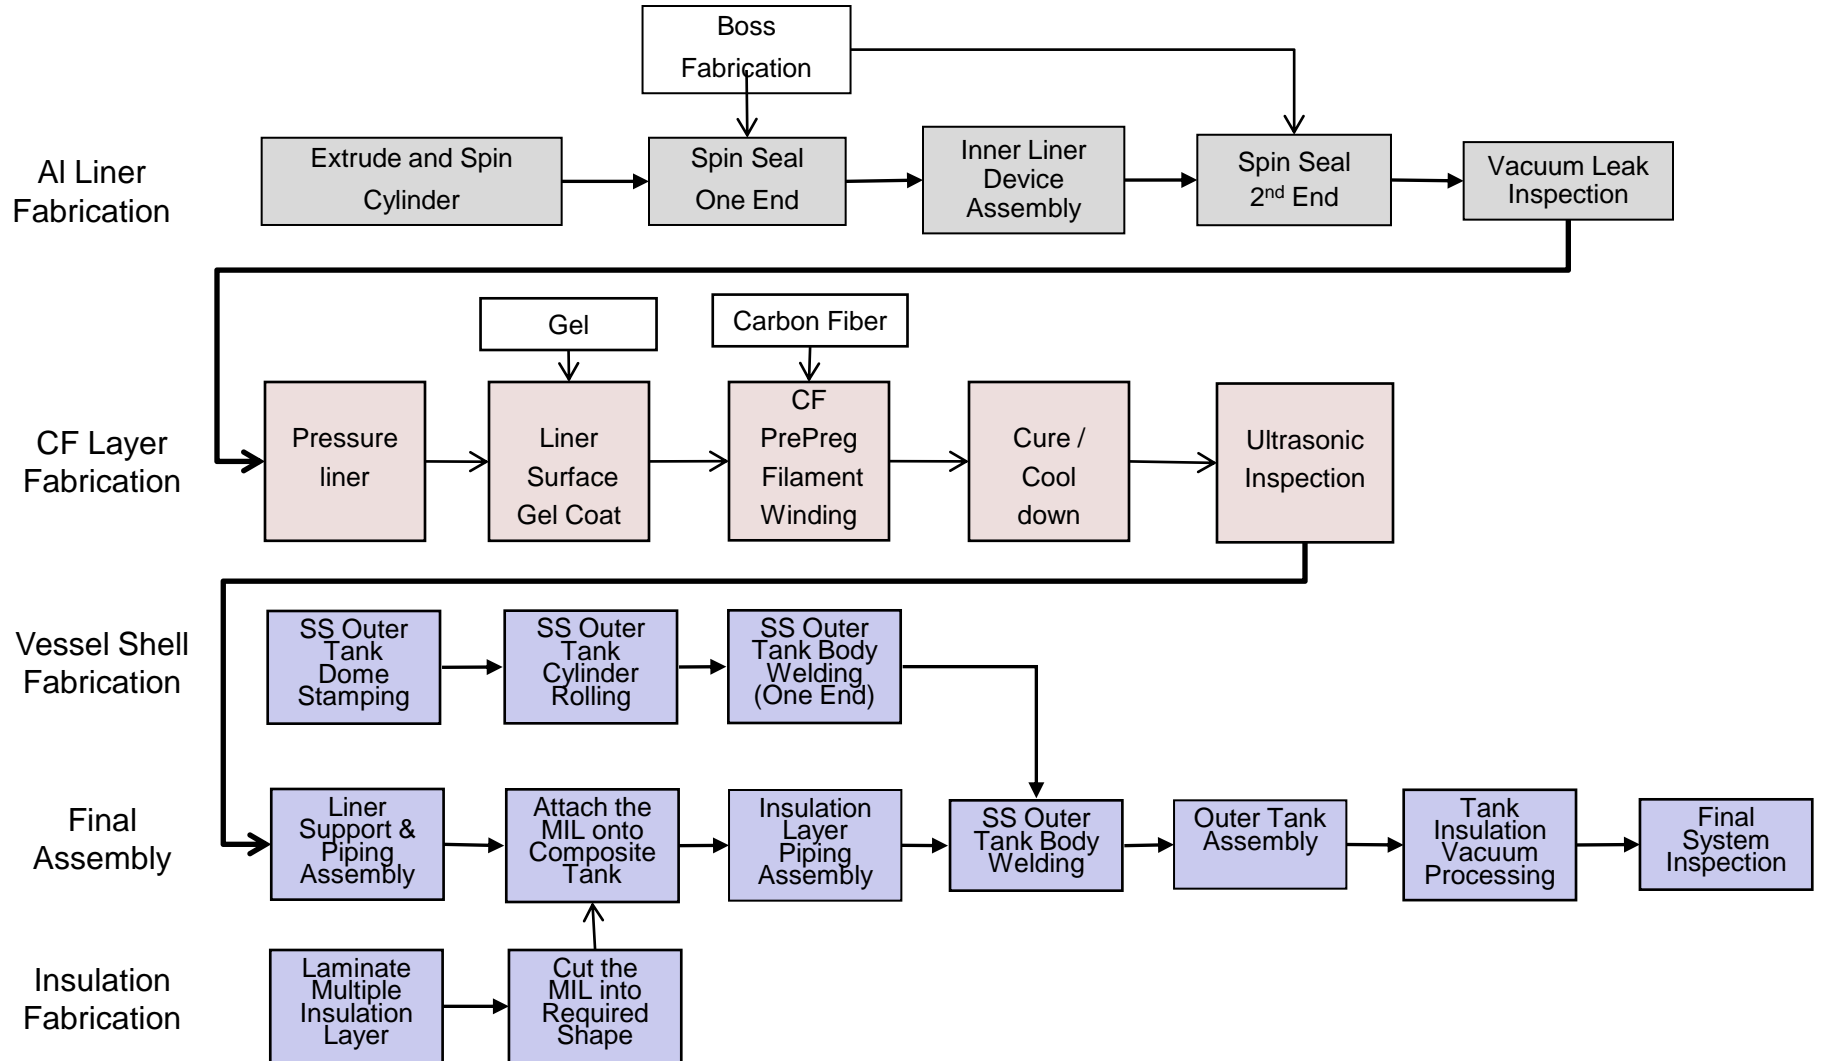 Boss
Fabrication
Al Liner
Fabrication
Extrude and Spin
Cylinder
Spin Seal
One End
Inner Liner
Device
Assembly
Spin Seal
2nd End
Vacuum Leak
Inspection
Gel
Carbon Fiber
CF Layer
Fabrication
Pressure
liner
Liner
Surface
Gel Coat
CF
PrePreg
Filament
Winding
Cure /
Cool
down
Ultrasonic
Inspection
Vessel Shell
Fabrication
SS Outer
Tank
Dome
Stamping
SS Outer
Tank
Cylinder
Rolling
SS Outer
Tank Body
Welding
(One End)
Final
Assembly
Liner
Support &
Piping
Assembly
Attach the
MIL onto
Composite
Tank
Insulation
Layer
Piping
Assembly
SS Outer
Tank Body
Welding
Outer Tank
Assembly
Tank
Insulation
Vacuum
Processing
Final
System
Inspection
Insulation
Fabrication
Laminate
Multiple
Insulation
Layer
Cut the
MIL into
Required
Shape